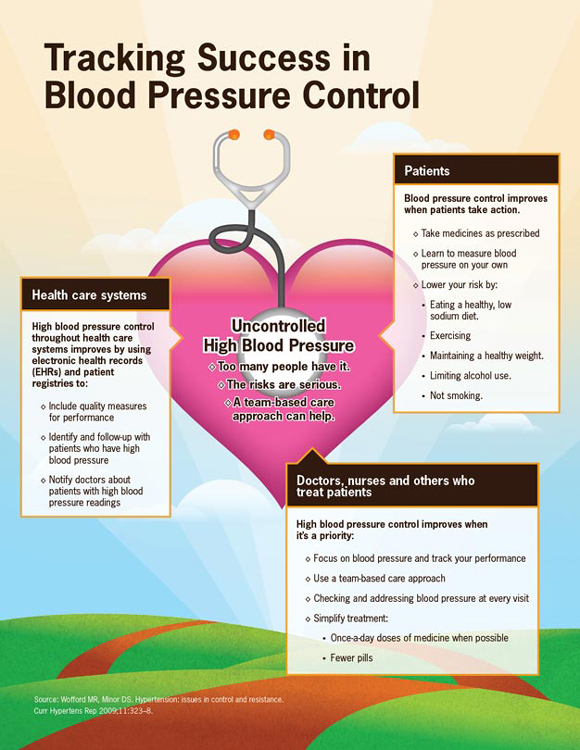 Tracking Success in
Blood Pressure Control
Patients
Blood pressure control improves
when patients take action.
◇ Take medicines as prescribed
◇ Learn to measure blood
pressure on your own
◇ Lower your risk by:
• Eating a healthy, low
sodium diet.
• Exercising
• Maintaining a healthy weight.
• Limiting alcohol use.
• Not smoking.
Health care systems
High blood pressure control
throughout health care
systems improves by using
electronic health records
(EHRs) and patient
registries to:
◇ Include quality measures
for performance
◇ Identify and follow-up with
patients who have high
blood pressure
◇ Notify doctors about
patients with high blood
pressure readings
Uncontrolled
High Blood Pressure
◇ Too many people have it.
◇ The risks are serious.
◇ A team-based care
approach can help.
Doctors, nurses and others who
treat patients
High blood pressure control improves when
it's a priority:
◇ Focus on blood pressure and track your performance
◇ Use a team-based care approach
◇ Checking and addressing blood pressure at every visit
◇ Simplify treatment:
• Once-a-day doses of medicine when possible
• Fewer pills
Source: Wofford MR, Minor DS. Hypertension: issues in control and resistance.
Curr Hypertens Rep 2009;11:323–8.